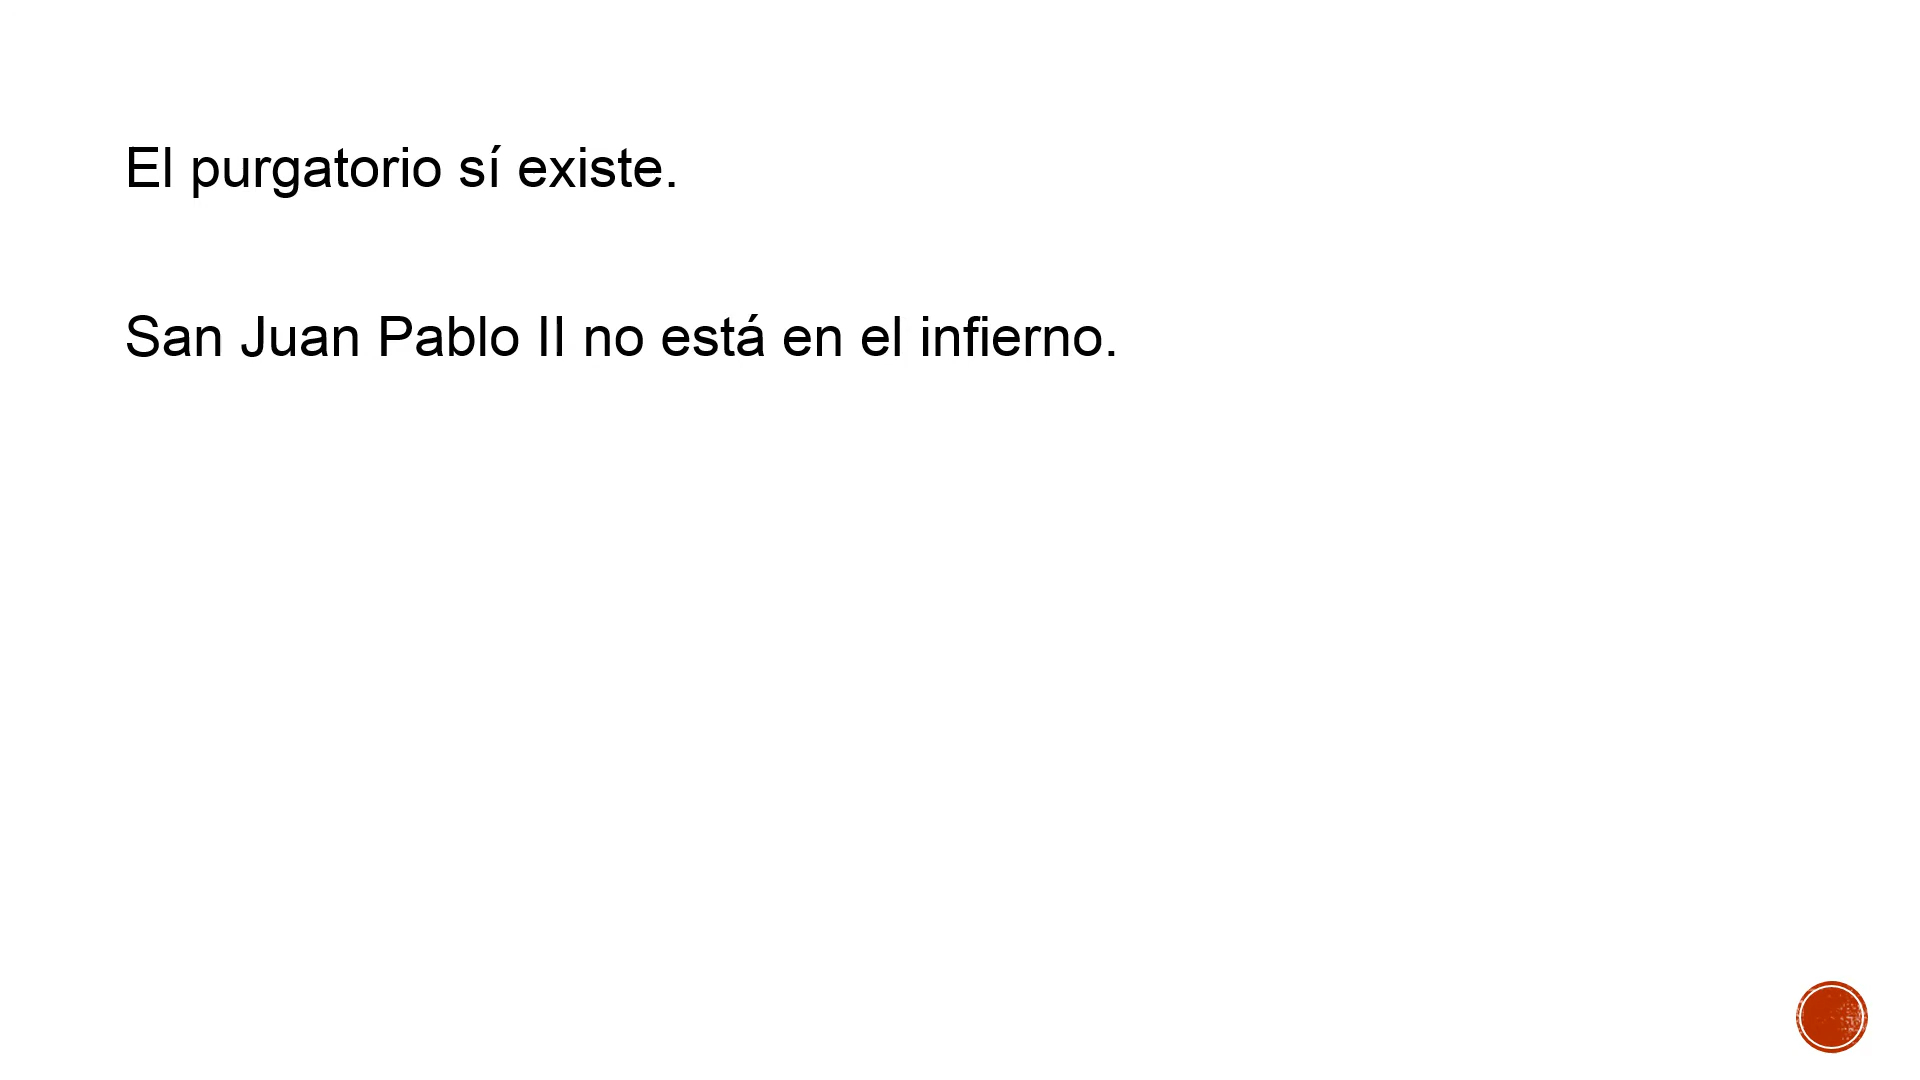 El purgatorio sí existe.
San Juan Pablo II no está en el infierno.